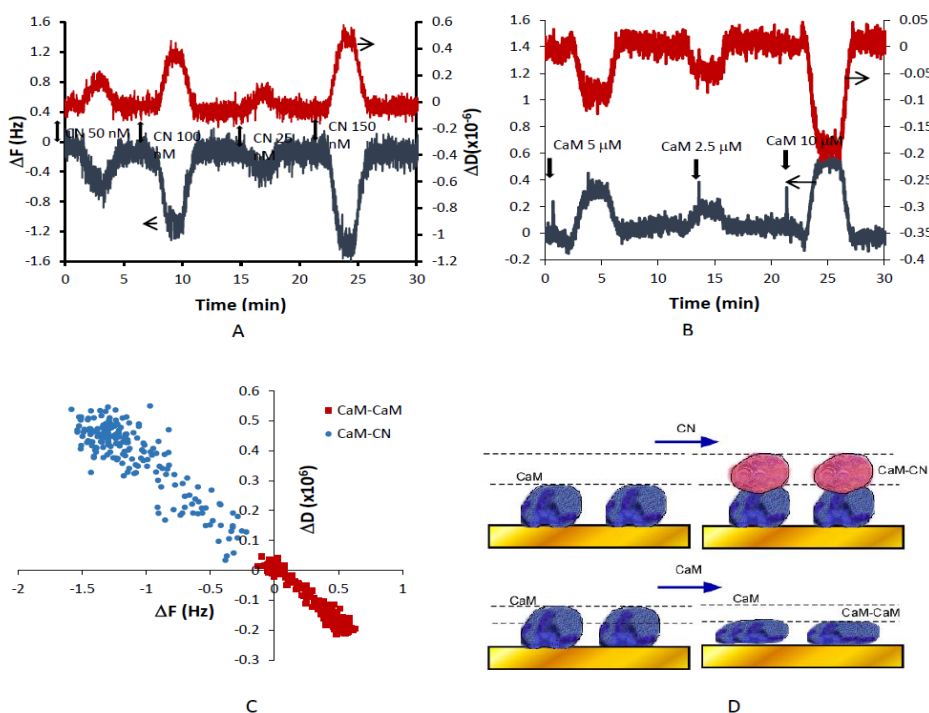 1.6
1.2
0.8
0.4
0
-0.4
-0.8
-1.2
1.6
ΔF (Hz)
0.6
0.4
0.2
0
-0.2
-0.4
-0.6
-0.8
-1
-1.2
ΔD(x10-6)
CN 50 nM
CN 100
nM
CN 25
nM
CN 150
nM
0 5 10 15 20 25 30
Time (min)
A
B
1.6
1.4
1.2
1
0.8
0.6
0.4
0.2
0
-0.2
0.05
0
-0.05
-0.1
-0.15
-0.2
-0.25
-0.3
-0.35
-0.4
CaM 5 μM
CaM 2.5 μM
CaM 10 μM
0 5 10 15 20 25 30
Time (min)
B
0.6
0.5
0.4
0.3
0.2
0.1
0
-0.1
-0.2
-0.3
ΔD (x10⁶)
CaM-CaM
CaM-CN
-2 -1.5 -1 -0.5 0 0.5 1
ΔF (Hz)
C
CN
CaM
CaM-CN
CaM
CaM
CaM
CaM-CaM
D